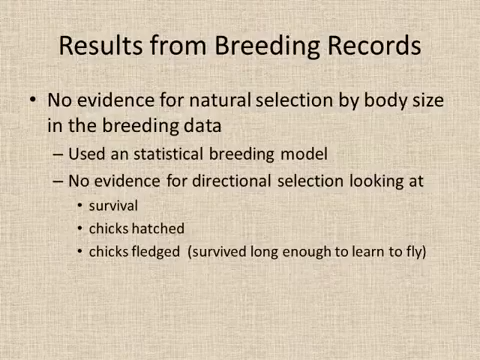 Results from Breeding Records
• No evidence for natural selection by body size
in the breeding data
– Used an statistical breeding model
– No evidence for directional selection looking at
• survival
• chicks hatched
• chicks fledged (survived long enough to learn to fly)